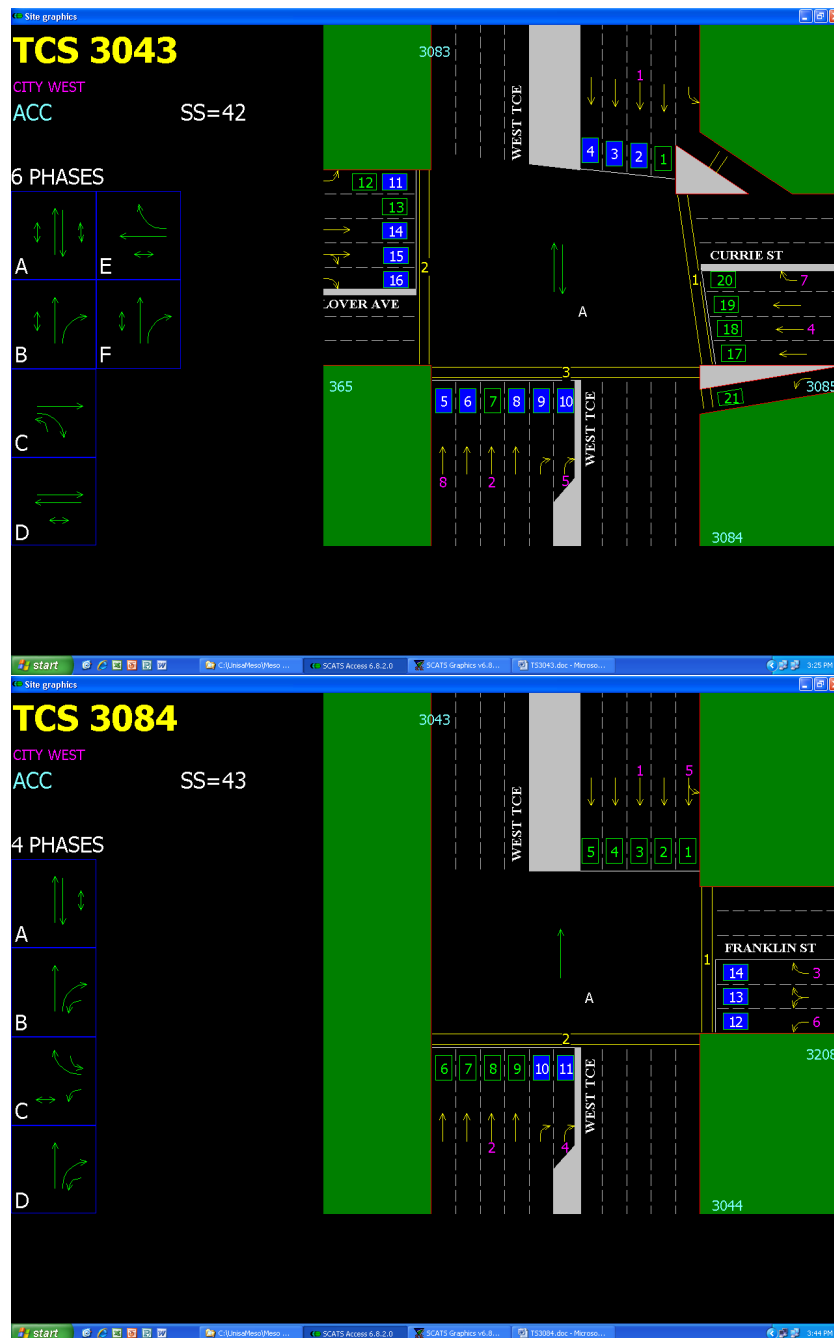 Site graphics
TCS 3043
CITY WEST
ACC SS=42
6 PHASES
A E
B F
C
D
3083
WEST TCE
1
4 3 2 1
12 11
13
14
15
16
2
LOVER AVE
1
CURRIE ST
20 7
19
18 4
17
A
3
365
3085
21
5 6 7 8 9 10
WEST TCE
8 2 5
3084
start
C:\UnisaMeso\Meso ...
SCATS Access 6.8.2.0
SCATS Graphics v6.8...
TS3043.doc - Microso...
3:25 PM
Site graphics
TCS 3084
CITY WEST
ACC SS=43
4 PHASES
A
B
C
D
3043
WEST TCE
1 5
5 4 3 2 1
1
FRANKLIN ST
14 3
13
12 6
A
2
3208
6 7 8 9 10 11
WEST TCE
2 4
3044
start
C:\UnisaMeso\Meso ...
SCATS Access 6.8.2.0
SCATS Graphics v6.8...
TS3084.doc - Microso...
3:44 PM